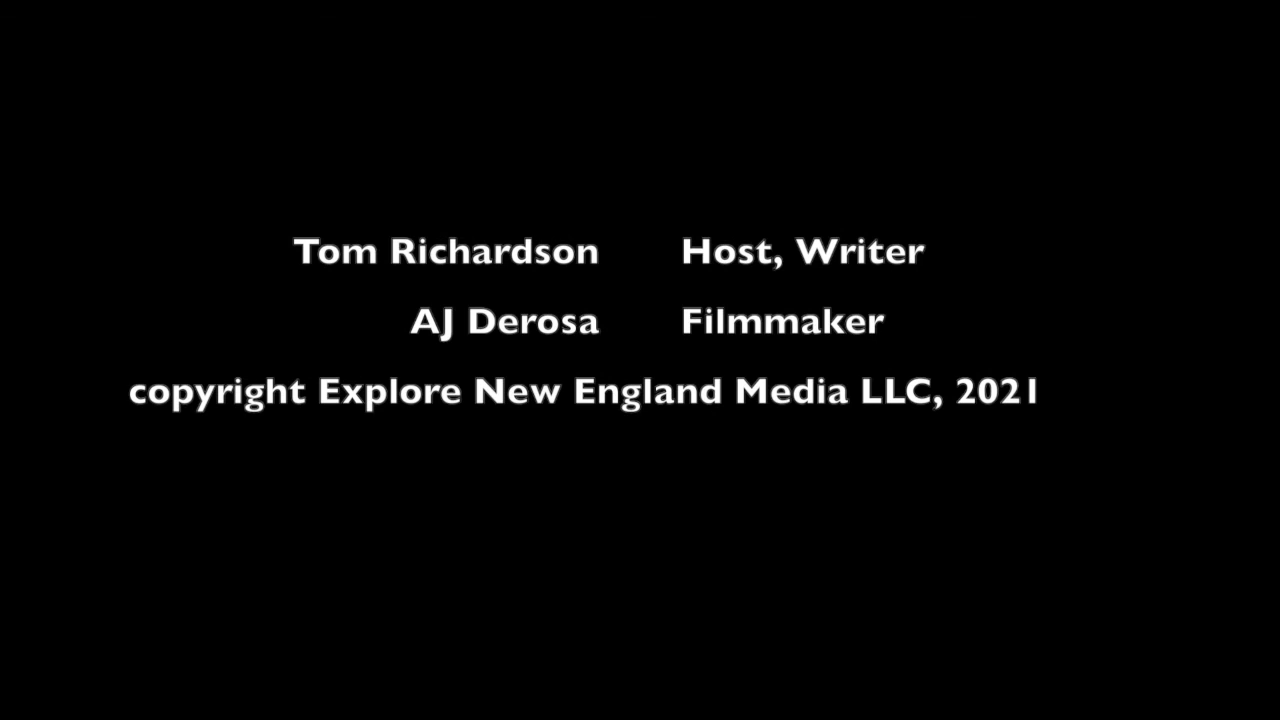 Tom Richardson Host, Writer
AJ Derosa Filmmaker
copyright Explore New England Media LLC, 2021